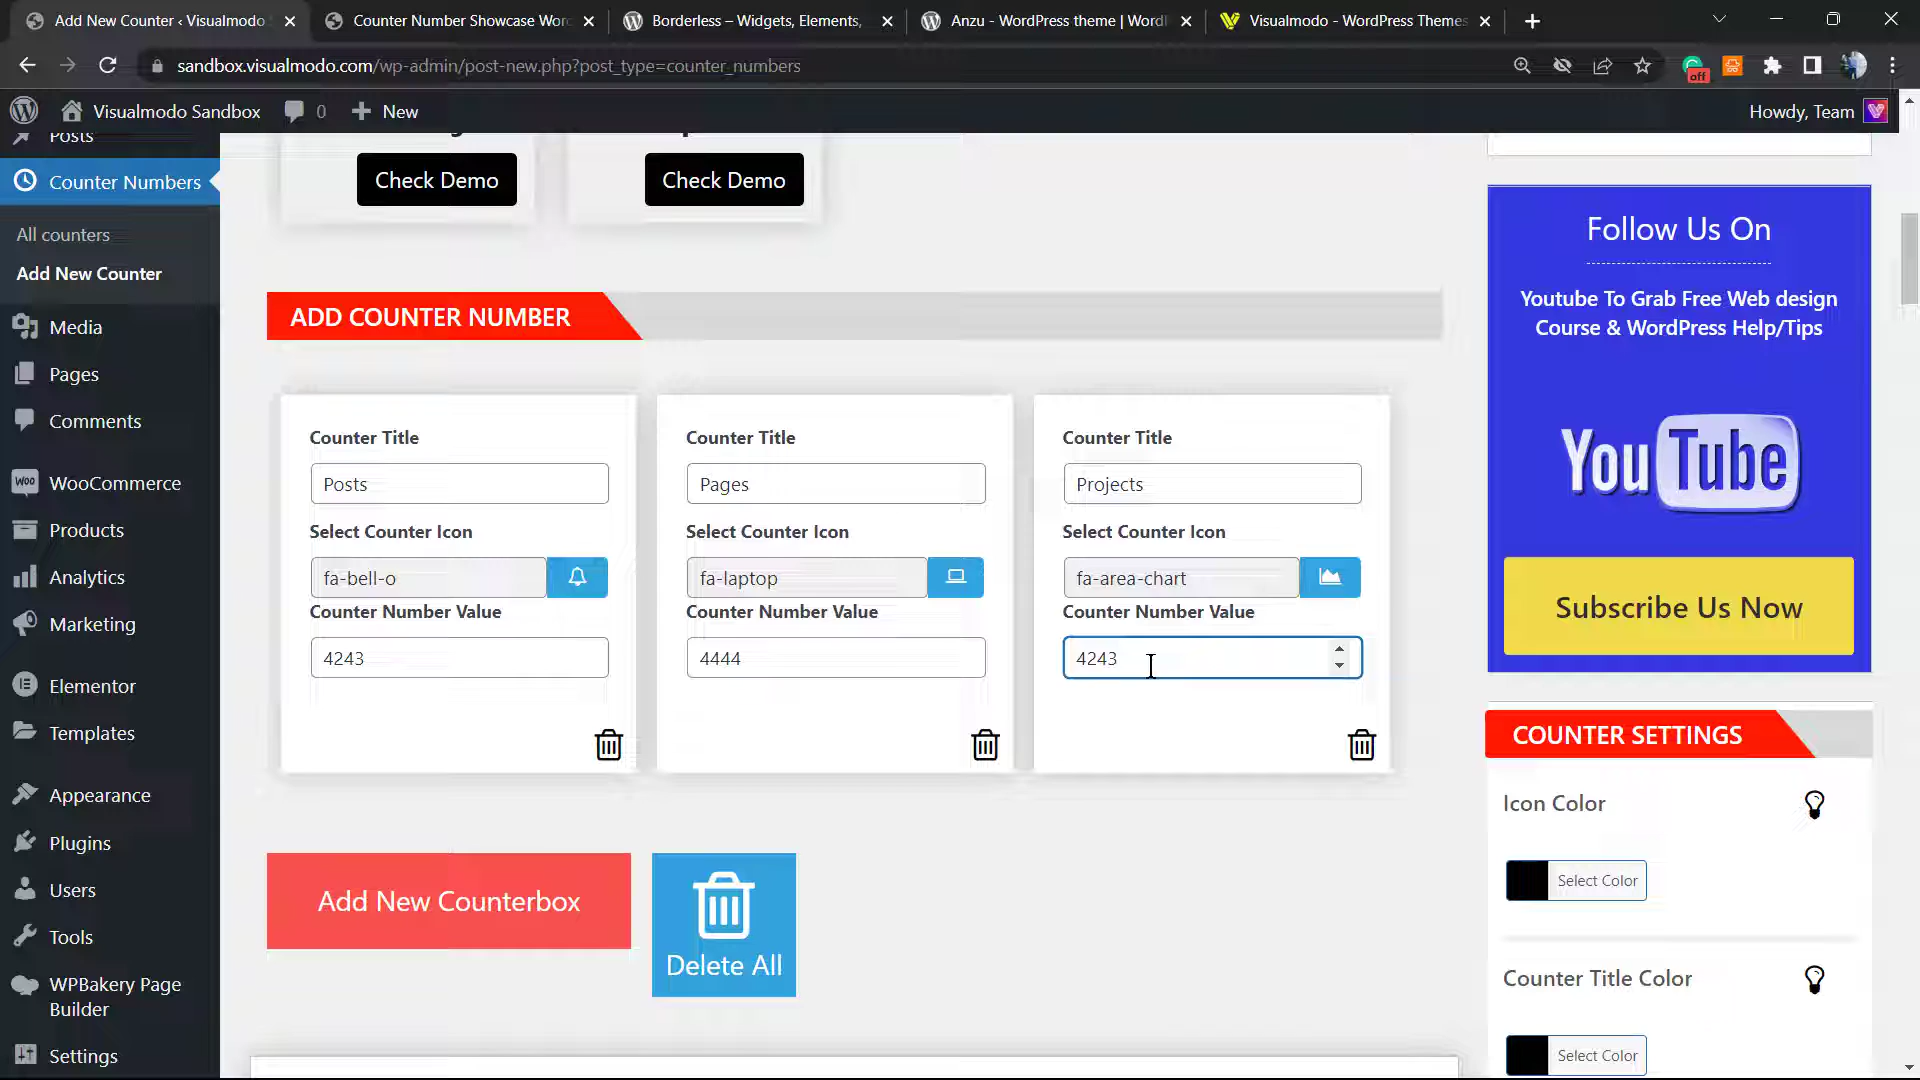 Add New Counter ‹ Visualmodo
Counter Number Showcase Wor
Borderless – Widgets, Elements,
Anzu - WordPress theme | Word
Visualmodo - WordPress Themes
sandbox.visualmodo.com/wp-admin/post-new.php?post_type=counter_numbers
off
Visualmodo Sandbox
0
New
Howdy, Team
Posts
Counter Numbers
All counters
Add New Counter
Media
Pages
Comments
WooCommerce
Products
Analytics
Marketing
Elementor
Templates
Appearance
Plugins
Users
Tools
WPBakery Page
Builder
Settings
Check Demo
Check Demo
ADD COUNTER NUMBER
Counter Title
Posts
Select Counter Icon
fa-bell-o
Counter Number Value
4243
Counter Title
Pages
Select Counter Icon
fa-laptop
Counter Number Value
4444
Counter Title
Projects
Select Counter Icon
fa-area-chart
Counter Number Value
4243
Add New Counterbox
Delete All
Follow Us On
Youtube To Grab Free Web design
Course & WordPress Help/Tips
YouTube
Subscribe Us Now
COUNTER SETTINGS
Icon Color
Select Color
Counter Title Color
Select Color